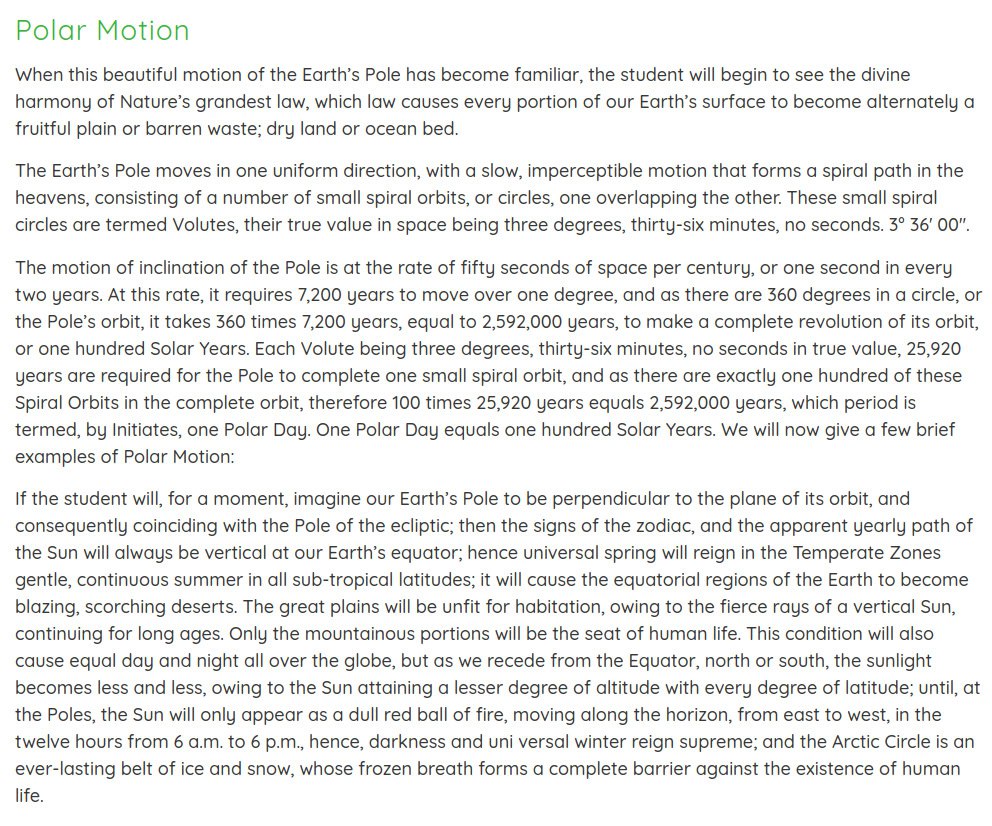 Polar Motion
When this beautiful motion of the Earth's Pole has become familiar, the student will begin to see the divine
harmony of Nature's grandest law, which law causes every portion of our Earth's surface to become alternately a
fruitful plain or barren waste; dry land or ocean bed.
The Earth's Pole moves in one uniform direction, with a slow, imperceptible motion that forms a spiral path in the
heavens, consisting of a number of small spiral orbits, or circles, one overlapping the other. These small spiral
circles are termed Volutes, their true value in space being three degrees, thirty-six minutes, no seconds. 3° 36' 00".
The motion of inclination of the Pole is at the rate of fifty seconds of space per century, or one second in every
two years. At this rate, it requires 7,200 years to move over one degree, and as there are 360 degrees in a circle, or
the Pole's orbit, it takes 360 times 7,200 years, equal to 2,592,000 years, to make a complete revolution of its orbit,
or one hundred Solar Years. Each Volute being three degrees, thirty-six minutes, no seconds in true value, 25,920
years are required for the Pole to complete one small spiral orbit, and as there are exactly one hundred of these
Spiral Orbits in the complete orbit, therefore 100 times 25,920 years equals 2,592,000 years, which period is
termed, by Initiates, one Polar Day. One Polar Day equals one hundred Solar Years. We will now give a few brief
examples of Polar Motion:
If the student will, for a moment, imagine our Earth's Pole to be perpendicular to the plane of its orbit, and
consequently coinciding with the Pole of the ecliptic; then the signs of the zodiac, and the apparent yearly path of
the Sun will always be vertical at our Earth's equator; hence universal spring will reign in the Temperate Zones
gentle, continuous summer in all sub-tropical latitudes; it will cause the equatorial regions of the Earth to become
blazing, scorching deserts. The great plains will be unfit for habitation, owing to the fierce rays of a vertical Sun,
continuing for long ages. Only the mountainous portions will be the seat of human life. This condition will also
cause equal day and night all over the globe, but as we recede from the Equator, north or south, the sunlight
becomes less and less, owing to the Sun attaining a lesser degree of altitude with every degree of latitude; until, at
the Poles, the Sun will only appear as a dull red ball of fire, moving along the horizon, from east to west, in the
twelve hours from 6 a.m. to 6 p.m., hence, darkness and uni versal winter reign supreme; and the Arctic Circle is an
ever-lasting belt of ice and snow, whose frozen breath forms a complete barrier against the existence of human
life.